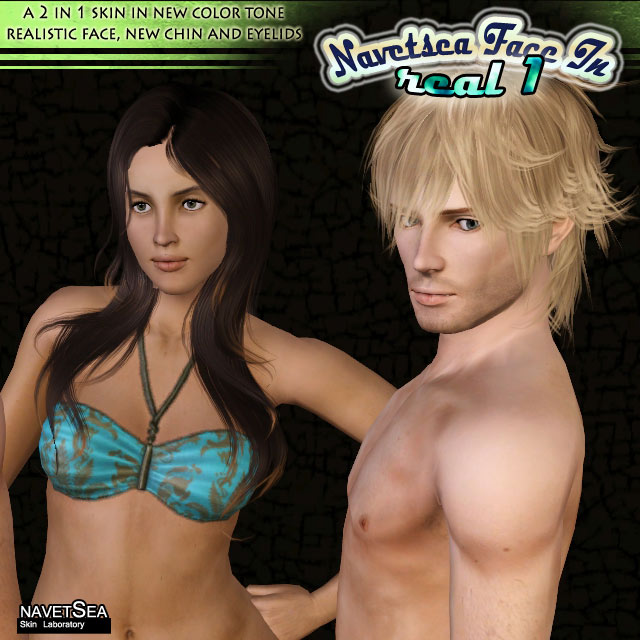 A 2 IN 1 SKIN IN NEW COLOR TONE
REALISTIC FACE, NEW CHIN AND EYELIDS
Navetsea Face In
real 1
NAVETSEA
Skin Laboratory